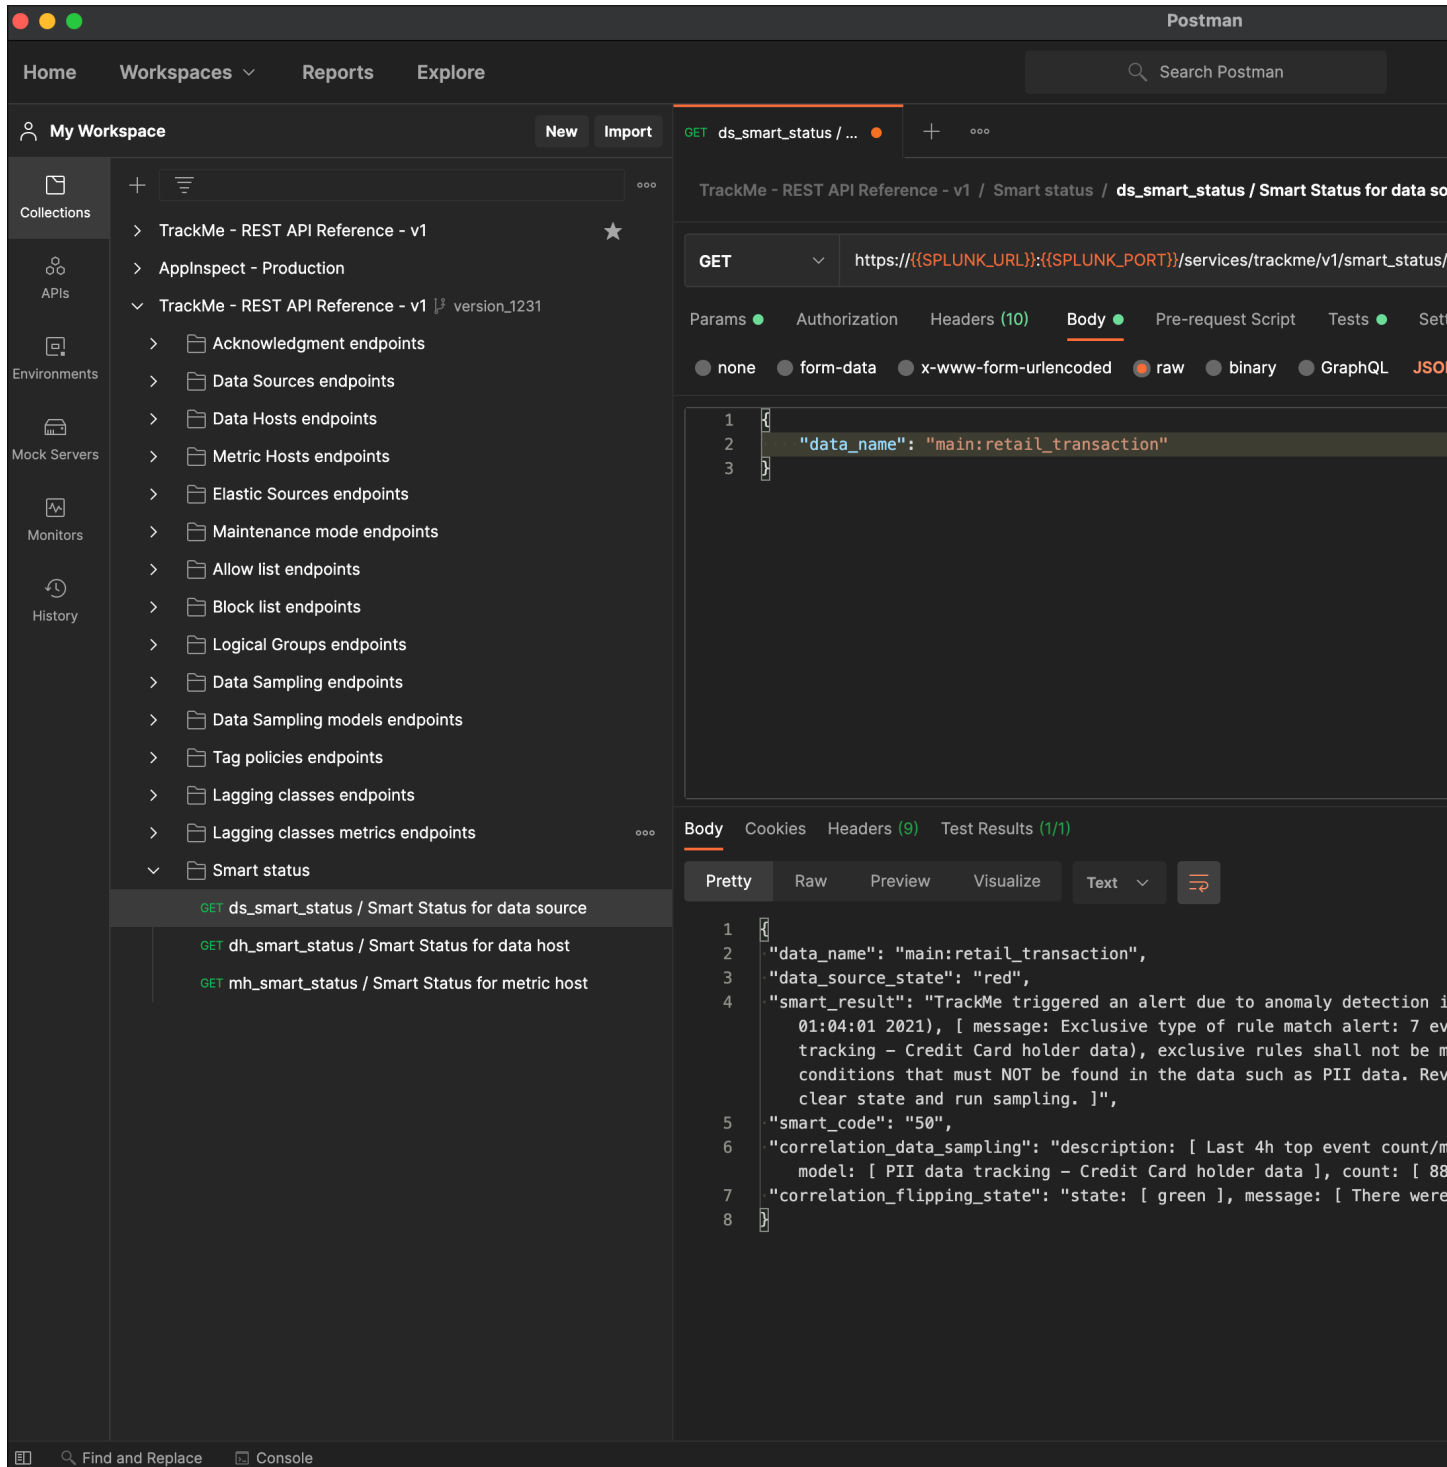 Postman
Home Workspaces Reports Explore Search Postman
My Workspace New Import
GET ds_smart_status / ...
Collections
APIs
Environments
Mock Servers
Monitors
History
TrackMe - REST API Reference - v1
AppInspect - Production
TrackMe - REST API Reference - v1 version_1231
Acknowledgment endpoints
Data Sources endpoints
Data Hosts endpoints
Metric Hosts endpoints
Elastic Sources endpoints
Maintenance mode endpoints
Allow list endpoints
Block list endpoints
Logical Groups endpoints
Data Sampling endpoints
Data Sampling models endpoints
Tag policies endpoints
Lagging classes endpoints
Lagging classes metrics endpoints
Smart status
GET ds_smart_status / Smart Status for data source
GET dh_smart_status / Smart Status for data host
GET mh_smart_status / Smart Status for metric host
TrackMe - REST API Reference - v1 / Smart status / ds_smart_status / Smart Status for data so
GET https://{{SPLUNK_URL}}:{{SPLUNK_PORT}}/services/trackme/v1/smart_status/
Params Authorization Headers (10) Body Pre-request Script Tests Sett
none form-data x-www-form-urlencoded raw binary GraphQL JSON
1 {
2 "data_name": "main:retail_transaction"
3 }
Body Cookies Headers (9) Test Results (1/1)
Pretty Raw Preview Visualize Text
1 {
2 "data_name": "main:retail_transaction",
3 "data_source_state": "red",
4 "smart_result": "TrackMe triggered an alert due to anomaly detection i
01:04:01 2021), [ message: Exclusive type of rule match alert: 7 ev
tracking – Credit Card holder data), exclusive rules shall not be m
conditions that must NOT be found in the data such as PII data. Rev
clear state and run sampling. ]",
5 "smart_code": "50",
6 "correlation_data_sampling": "description: [ Last 4h top event count/m
model: [ PII data tracking – Credit Card holder data ], count: [ 88
7 "correlation_flipping_state": "state: [ green ], message: [ There were
8 }
Find and Replace Console